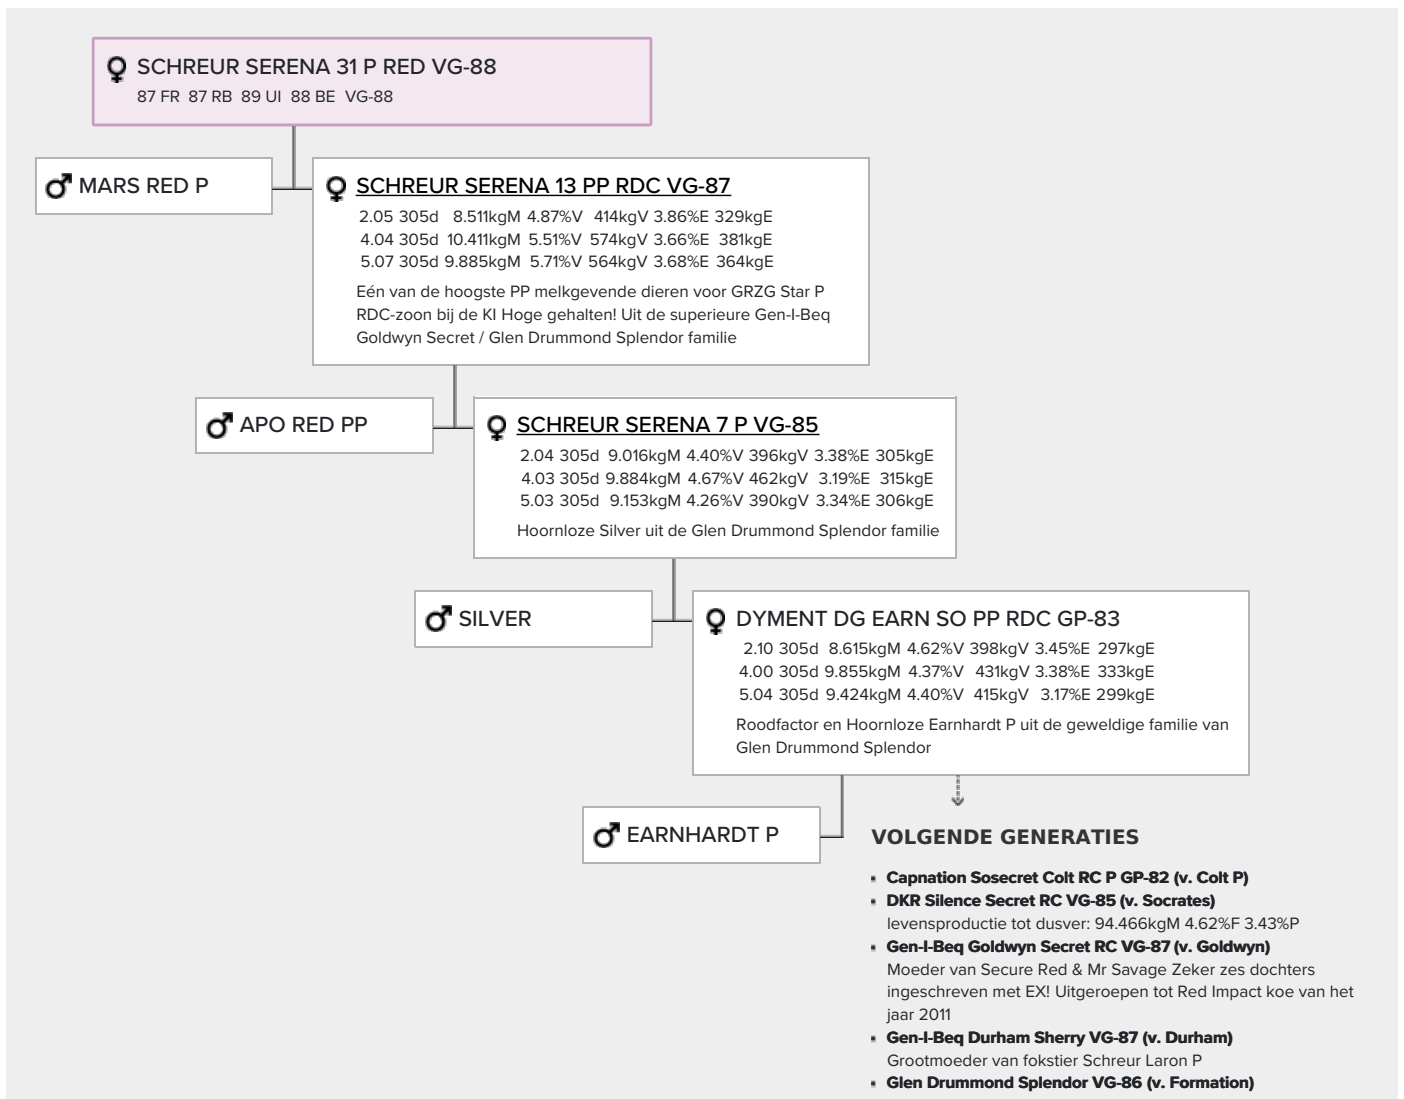 SCHREUR SERENA 31 P RED VG-88
87 FR 87 RB 89 UI 88 BE VG-88
MARS RED P
SCHREUR SERENA 13 PP RDC VG-87
2.05 305d 8.511kgM 4.87%V 414kgV 3.86%E 329kgE
4.04 305d 10.411kgM 5.51%V 574kgV 3.66%E 381kgE
5.07 305d 9.885kgM 5.71%V 564kgV 3.68%E 364kgE
Eén van de hoogste PP melkgevende dieren voor GRZG Star P
RDC-zoon bij de KI Hoge gehalten! Uit de superieure Gen-I-Beq
Goldwyn Secret / Glen Drummond Splendor familie
APO RED PP
SCHREUR SERENA 7 P VG-85
2.04 305d 9.016kgM 4.40%V 396kgV 3.38%E 305kgE
4.03 305d 9.884kgM 4.67%V 462kgV 3.19%E 315kgE
5.03 305d 9.153kgM 4.26%V 390kgV 3.34%E 306kgE
Hoornloze Silver uit de Glen Drummond Splendor familie
SILVER
DYMENT DG EARN SO PP RDC GP-83
2.10 305d 8.615kgM 4.62%V 398kgV 3.45%E 297kgE
4.00 305d 9.855kgM 4.37%V 431kgV 3.38%E 333kgE
5.04 305d 9.424kgM 4.40%V 415kgV 3.17%E 299kgE
Roodfactor en Hoornloze Earnhardt P uit de geweldige familie van
Glen Drummond Splendor
EARNHARDT P
VOLGENDE GENERATIES
Capnation Sosecret Colt RC P GP-82 (v. Colt P)
DKR Silence Secret RC VG-85 (v. Socrates)
levensproductie tot dusver: 94.466kgM 4.62%F 3.43%P
Gen-I-Beq Goldwyn Secret RC VG-87 (v. Goldwyn)
Moeder van Secure Red & Mr Savage Zeker zes dochters
ingeschreven met EX! Uitgeroepen tot Red Impact koe van het
jaar 2011
Gen-I-Beq Durham Sherry VG-87 (v. Durham)
Grootmoeder van fokstier Schreur Laron P
Glen Drummond Splendor VG-86 (v. Formation)